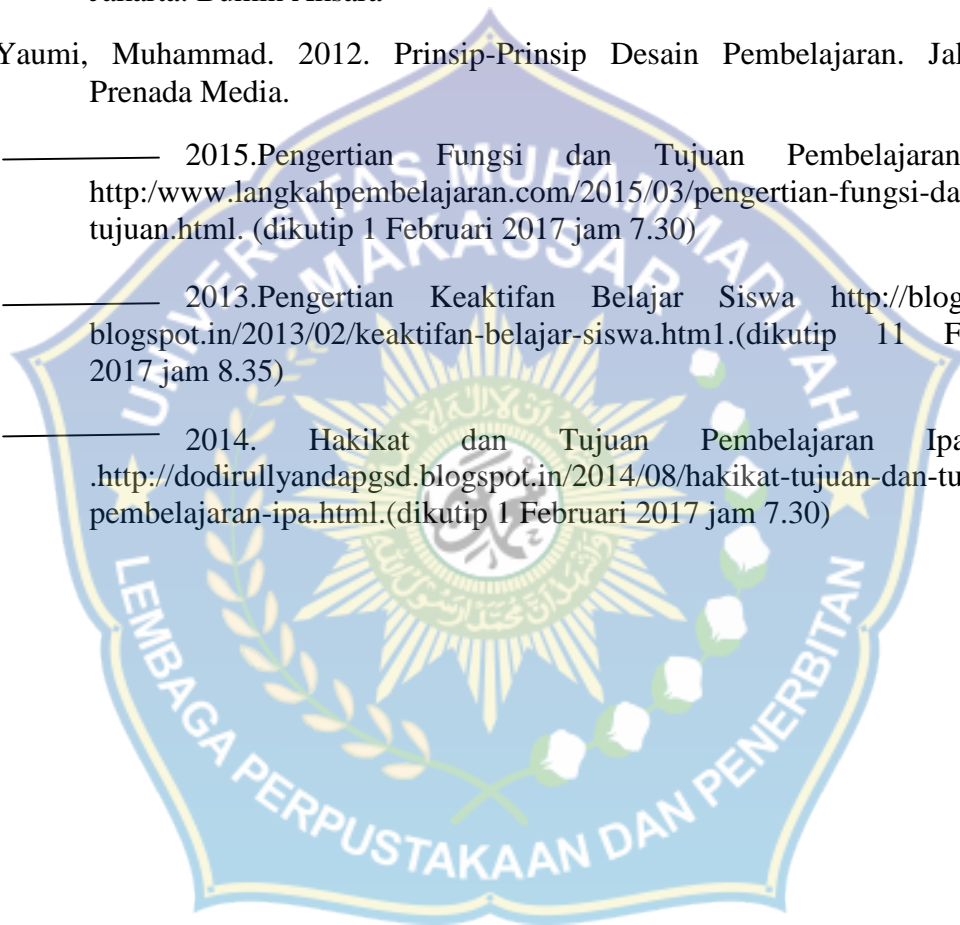 Yaumi, Muhammad. 2012. Prinsip-Prinsip Desain Pembelajaran.
Prenada Media.
2015.Pengertian Fungsi dan Tujuan Pembelajaran
http:/www.langkahpembelajaran.com/2015/03/pengertian-fungsi-da
tujuan.html. (dikutip 1 Februari 2017 jam 7.30)
2013.Pengertian Keaktifan Belajar Siswa http://blog
blogspot.in/2013/02/keaktifan-belajar-siswa.htm1.(dikutip 11 F
2017 jam 8.35)
2014. Hakikat dan Tujuan Pembelajaran Ipa
.http://dodirullyandapgsd.blogspot.in/2014/08/hakikat-tujuan-dan-tu
pembelajaran-ipa.html.(dikutip 1 Februari 2017 jam 7.30)
UNIVERSITAS MUHAMMADIYAH
MAKASSAR
LEMBAGA PERPUSTAKAAN DAN PENERBITAN